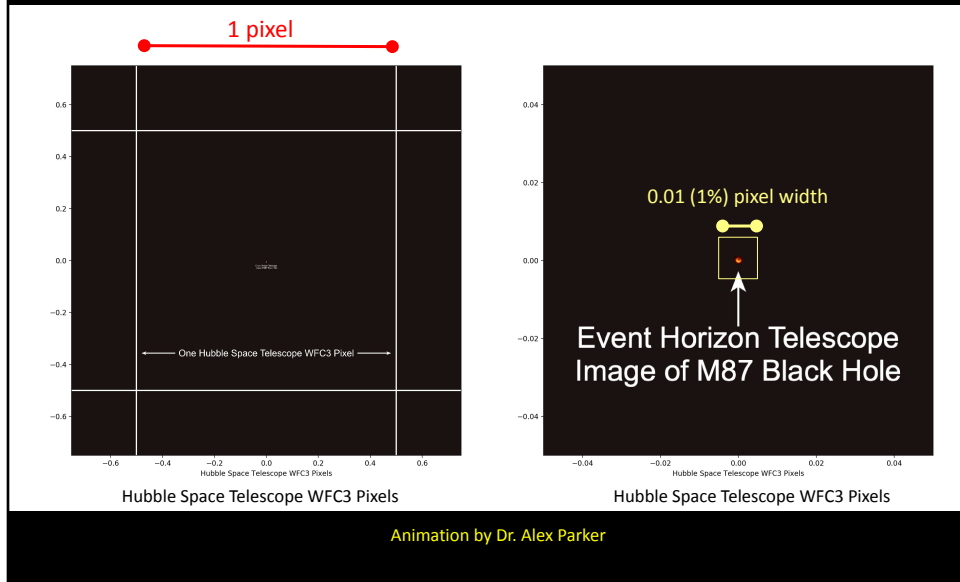 1 pixel
0.6
0.4
0.2
0.0
−0.2
−0.4
−0.6
One Hubble Space Telescope WFC3 Pixel
−0.6 −0.4 −0.2 0.0 0.2 0.4 0.6
Hubble Space Telescope WFC3 Pixels
Hubble Space Telescope WFC3 Pixels
0.04
0.02
0.00
−0.02
−0.04
0.01 (1%) pixel width
Event Horizon Telescope
Image of M87 Black Hole
−0.04 −0.02 0.00 0.02 0.04
Hubble Space Telescope WFC3 Pixels
Hubble Space Telescope WFC3 Pixels
Animation by Dr. Alex Parker